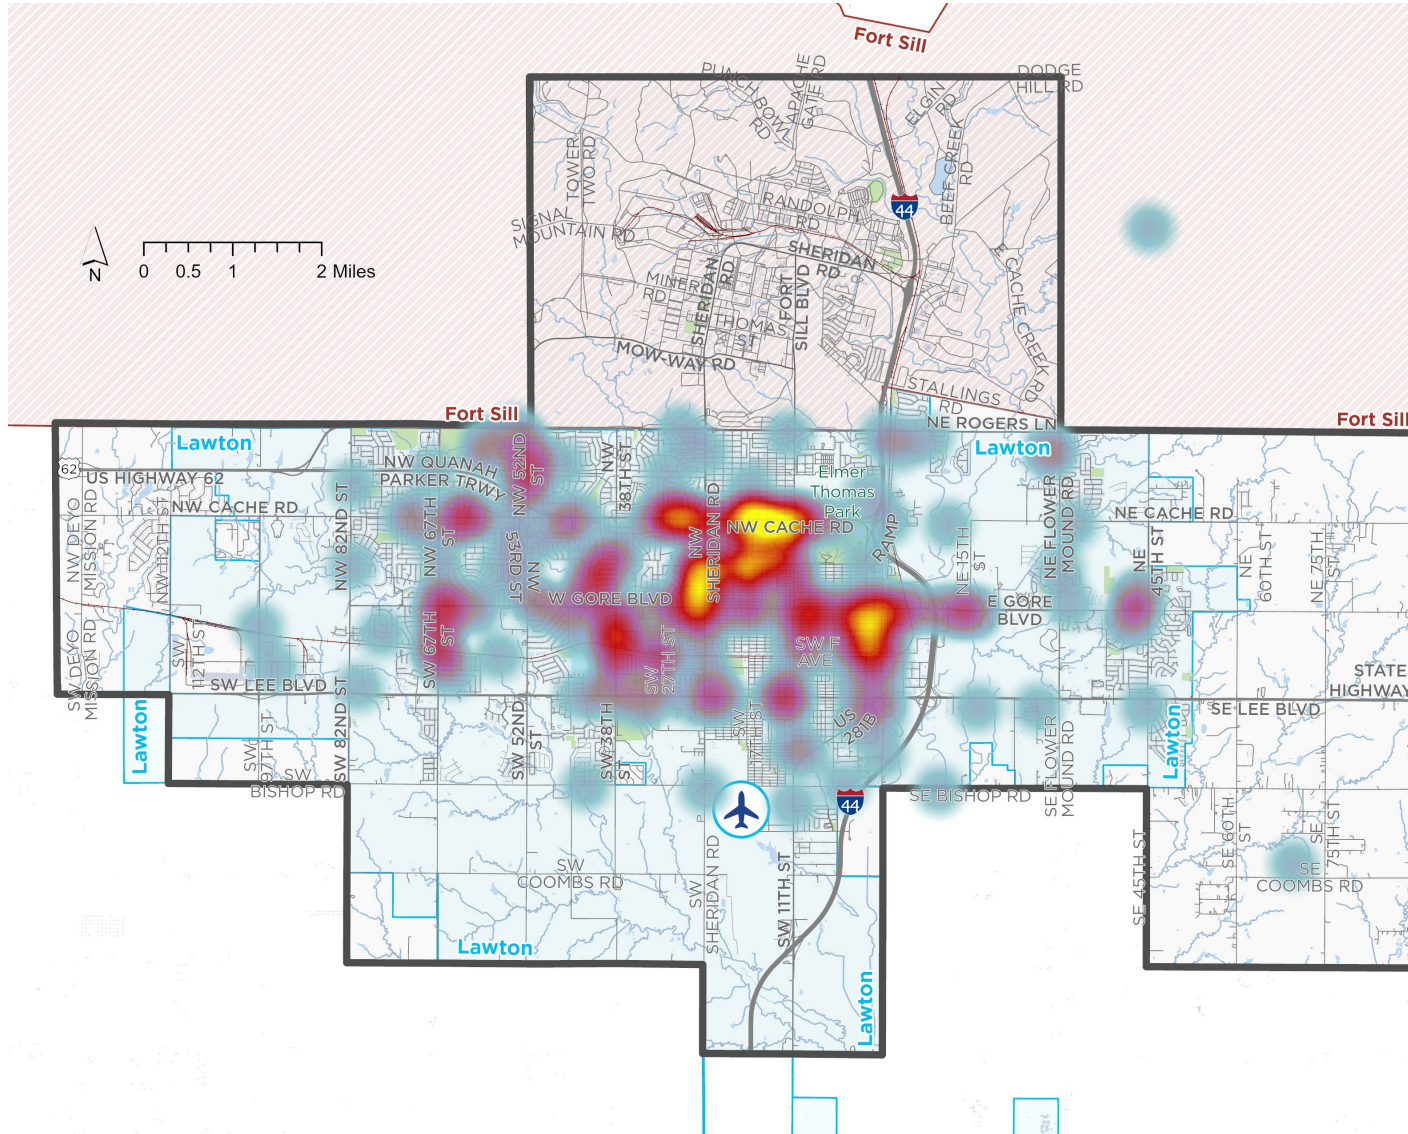 Fort Sill
DODGE
HILL RD
PUNCH BOWL
RD
APACHE
GATE RD
ELGIN
RD
BEEF CREEK
RD
TOWER
TWO RD
RANDOLPH
RD
44
SIGNAL
MOUNTAIN RD
SHERIDAN
RD
E CACHE CREEK RD
N
0 0.5 1 2 Miles
MINER
RD
SHERIDAN
RD
FORT
SILL BLVD
THOMAS
ST
MOW-WAY RD
STALLINGS
RD
Fort Sill
NE ROGERS LN
Fort Sill
Lawton
Lawton
62
US HIGHWAY 62
NW QUANAH
PARKER TRWY
NW 52ND
ST
NW
38TH ST
Elmer
Thomas
Park
NW CACHE RD
NW CACHE RD
NE CACHE RD
NW DEYO
MISSION RD
NW 112TH ST
NW 82ND ST
NW 67TH
ST
NW
53RD ST
NW
SHERIDAN RD
RAMP
NE 15TH
ST
NE FLOWER
MOUND RD
NE
45TH ST
NE
60TH ST
NE 75TH
ST
W GORE BLVD
E GORE
BLVD
SW DEYO
MISSION RD
SW
112TH ST
SW 67TH
ST
SW
27TH ST
SW F
AVE
STATE
HIGHWAY
SW LEE BLVD
SE LEE BLVD
Lawton
SW
97TH ST
SW 82ND ST
SW 52ND
ST
SW 38TH
ST
SW
17TH ST
US
281B
SE FLOWER
MOUND RD
Lawton
SW
BISHOP RD
SE BISHOP RD
44
SW
COOMBS RD
SW
SHERIDAN RD
SW 11TH ST
SE 45TH ST
SE 60TH
ST
SE
75TH ST
SE
COOMBS RD
Lawton
Lawton